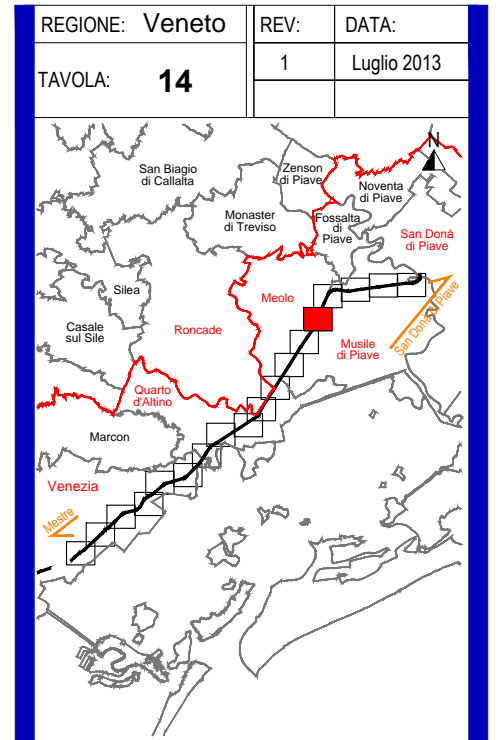 REGIONE: Veneto
REV:
DATA:
TAVOLA: 14
1
Luglio 2013
N
San Biagio
di Callalta
Zenson
di Piave
Noventa
di Piave
Monaster
di Treviso
Fossalta
di
Piave
San Donà
di Piave
Silea
Meolo
San Donà di Piave
Casale
sul Sile
Roncade
Musile
di Piave
Quarto
d'Altino
Marcon
Venezia
Mestre